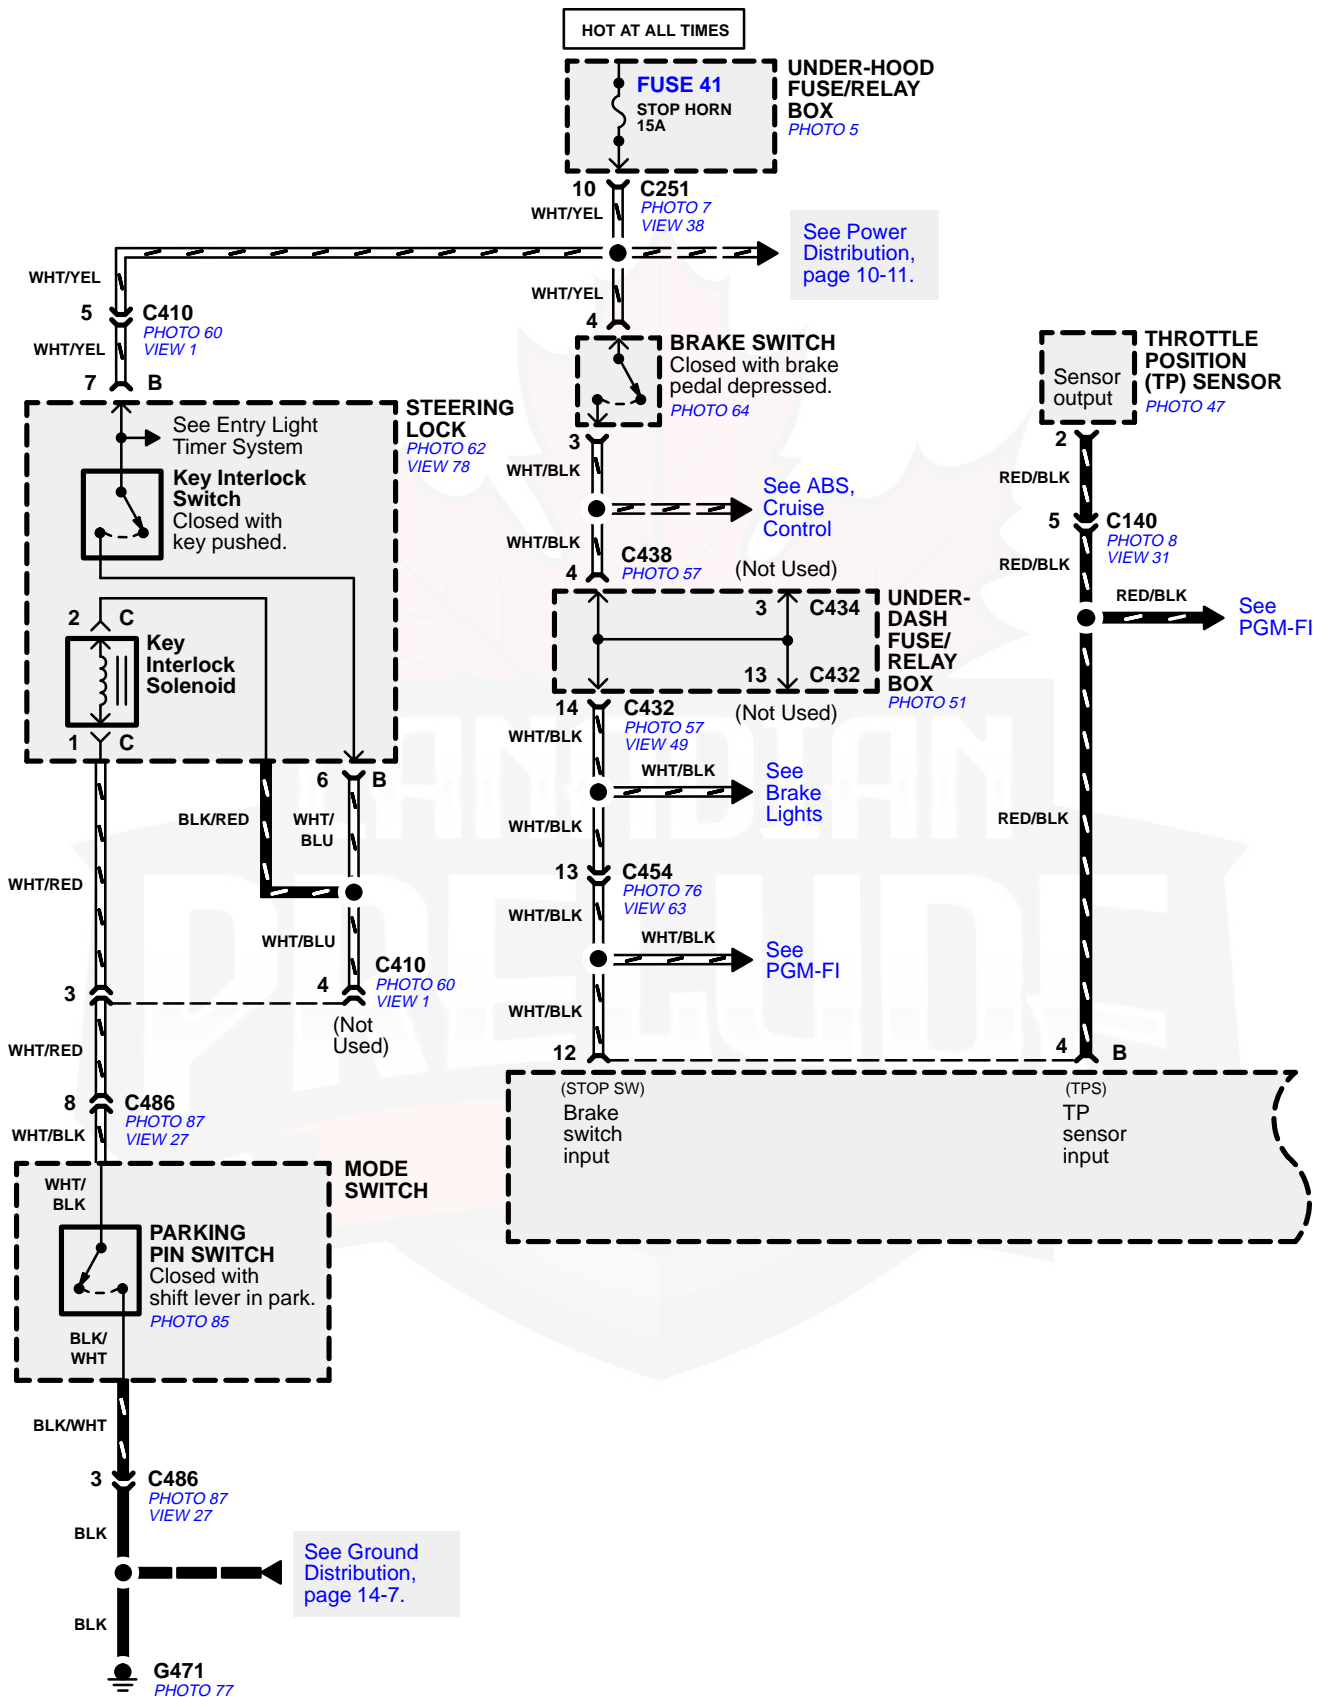 HOT AT ALL TIMES
FUSE 41
STOP HORN
15A
UNDER-HOOD
FUSE/RELAY
BOX
PHOTO 5
10
C251
PHOTO 7
VIEW 38
WHT/YEL
See Power
Distribution,
page 10-11.
WHT/YEL
5
C410
PHOTO 60
VIEW 1
WHT/YEL
7
B
WHT/YEL
4
BRAKE SWITCH
Closed with brake
pedal depressed.
PHOTO 64
THROTTLE
POSITION
(TP) SENSOR
PHOTO 47
Sensor
output
2
RED/BLK
5
C140
PHOTO 8
VIEW 31
RED/BLK
RED/BLK
See
PGM-FI
RED/BLK
STEERING
LOCK
PHOTO 62
VIEW 78
See Entry Light
Timer System
Key Interlock
Switch
Closed with
key pushed.
2
C
Key
Interlock
Solenoid
1
C
6
B
BLK/RED
WHT/
BLU
WHT/RED
WHT/BLU
3
4
C410
PHOTO 60
VIEW 1
(Not
Used)
WHT/RED
8
C486
PHOTO 87
VIEW 27
WHT/BLK
3
WHT/BLK
See ABS,
Cruise
Control
WHT/BLK
4
C438
PHOTO 57
(Not Used)
3
C434
13
C432
UNDER-
DASH
FUSE/
RELAY
BOX
PHOTO 51
14
C432
PHOTO 57
VIEW 49
(Not Used)
WHT/BLK
WHT/BLK
See
Brake
Lights
WHT/BLK
13
C454
PHOTO 76
VIEW 63
WHT/BLK
WHT/BLK
See
PGM-FI
WHT/BLK
12
4
B
(STOP SW)
Brake
switch
input
(TPS)
TP
sensor
input
MODE
SWITCH
WHT/
BLK
PARKING
PIN SWITCH
Closed with
shift lever in park.
PHOTO 85
BLK/
WHT
BLK/WHT
3
C486
PHOTO 87
VIEW 27
BLK
See Ground
Distribution,
page 14-7.
BLK
G471
PHOTO 77
CANADIAN
PRELUDE